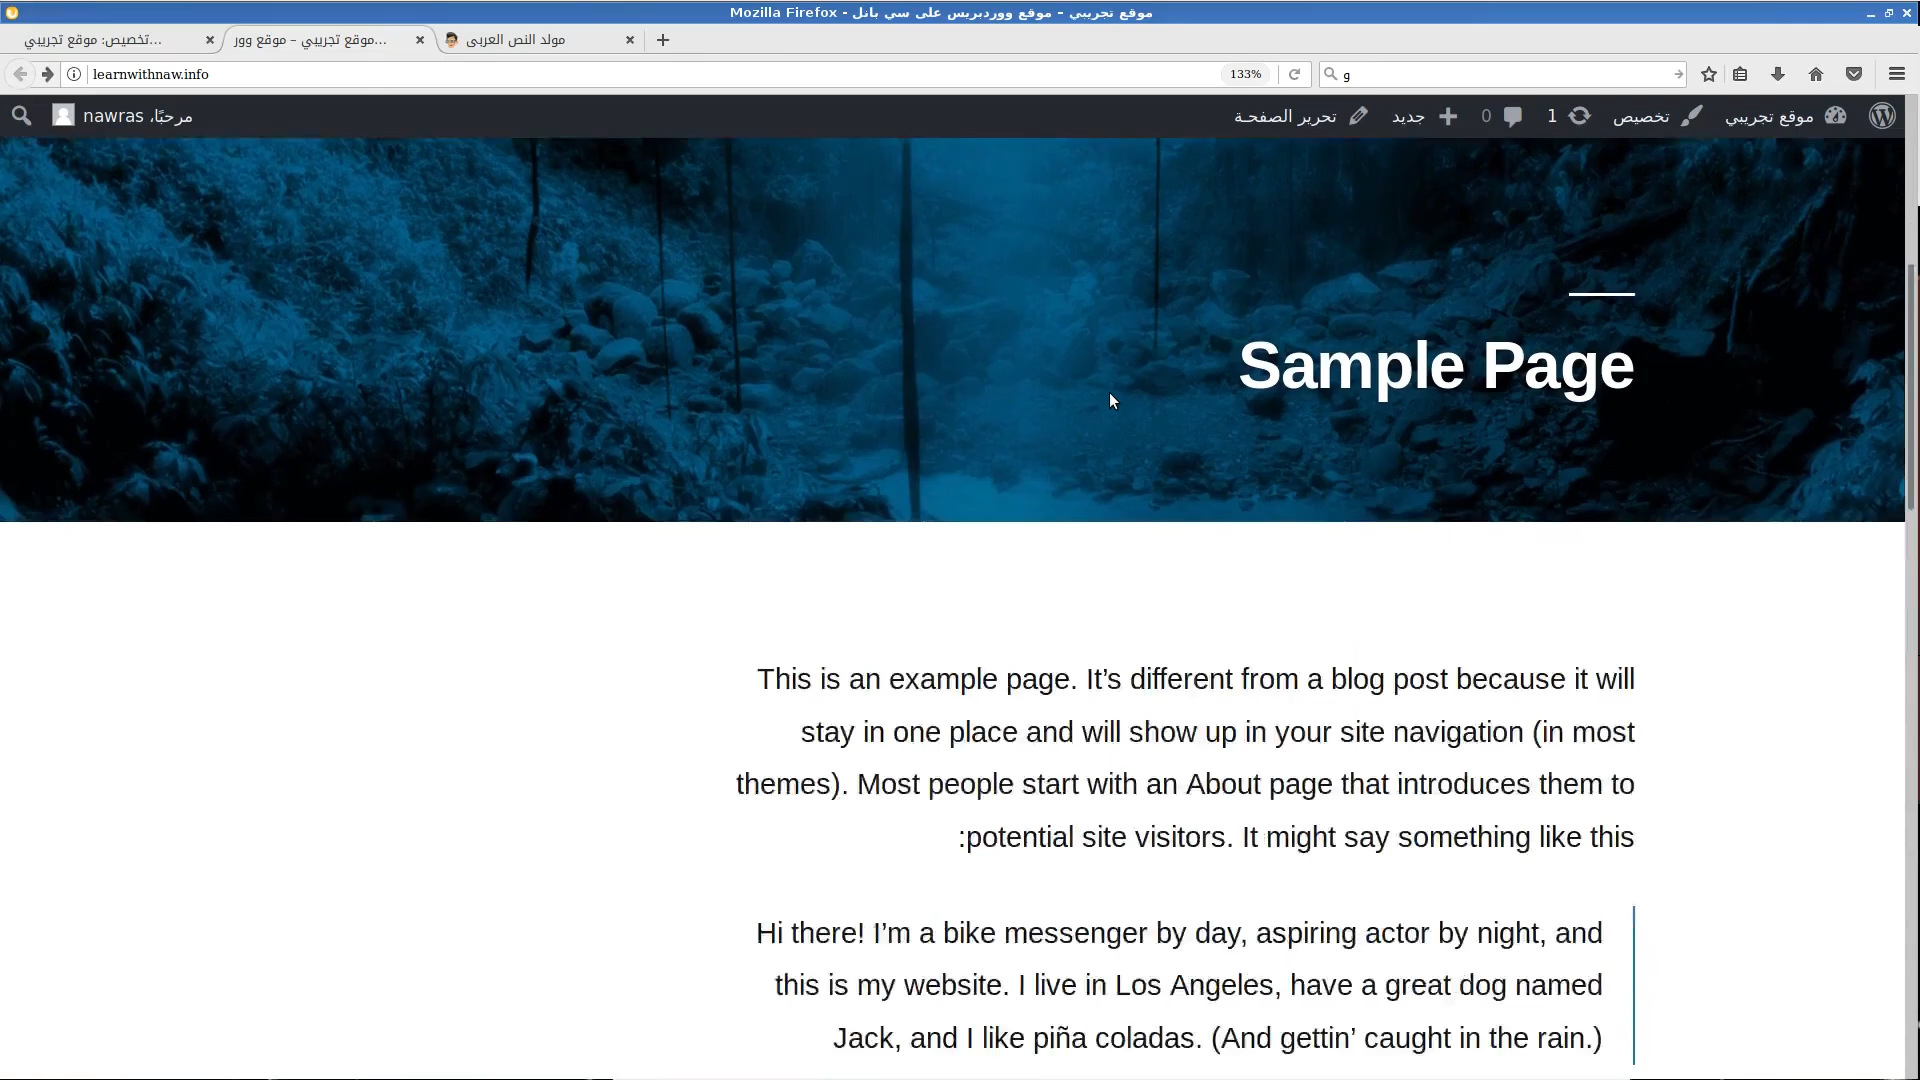 موقع تجريبي – موقع ووردبريس على سي بانل - Mozilla Firefox
تخصيص: موقع تجريبي...
موقع تجريبي – موقع وور...
مولد النص العربى
learnwithnaw.info
133%
و
مرحبًا، nawras
تحرير الصفحة
جديد
0
1
تخصيص
موقع تجريبي
Sample Page
This is an example page. It’s different from a blog post because it will
stay in one place and will show up in your site navigation (in most
themes). Most people start with an About page that introduces them to
:potential site visitors. It might say something like this
Hi there! I’m a bike messenger by day, aspiring actor by night, and
this is my website. I live in Los Angeles, have a great dog named
Jack, and I like piña coladas. (And gettin’ caught in the rain.)